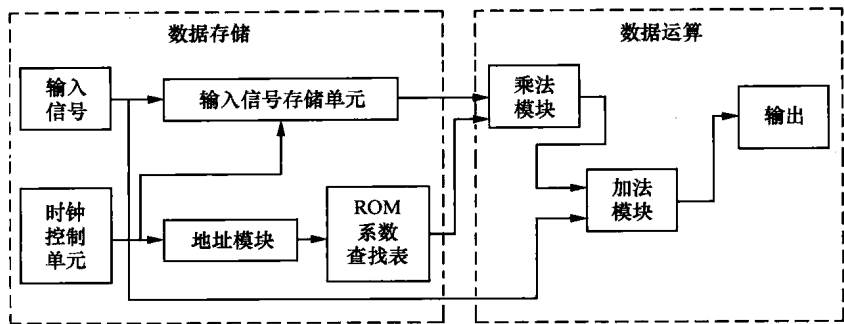 数据存储
数据运算
输入
信号
输入信号存储单元
乘法
模块
输出
时钟
控制
单元
地址模块
ROM
系数
查找表
加法
模块